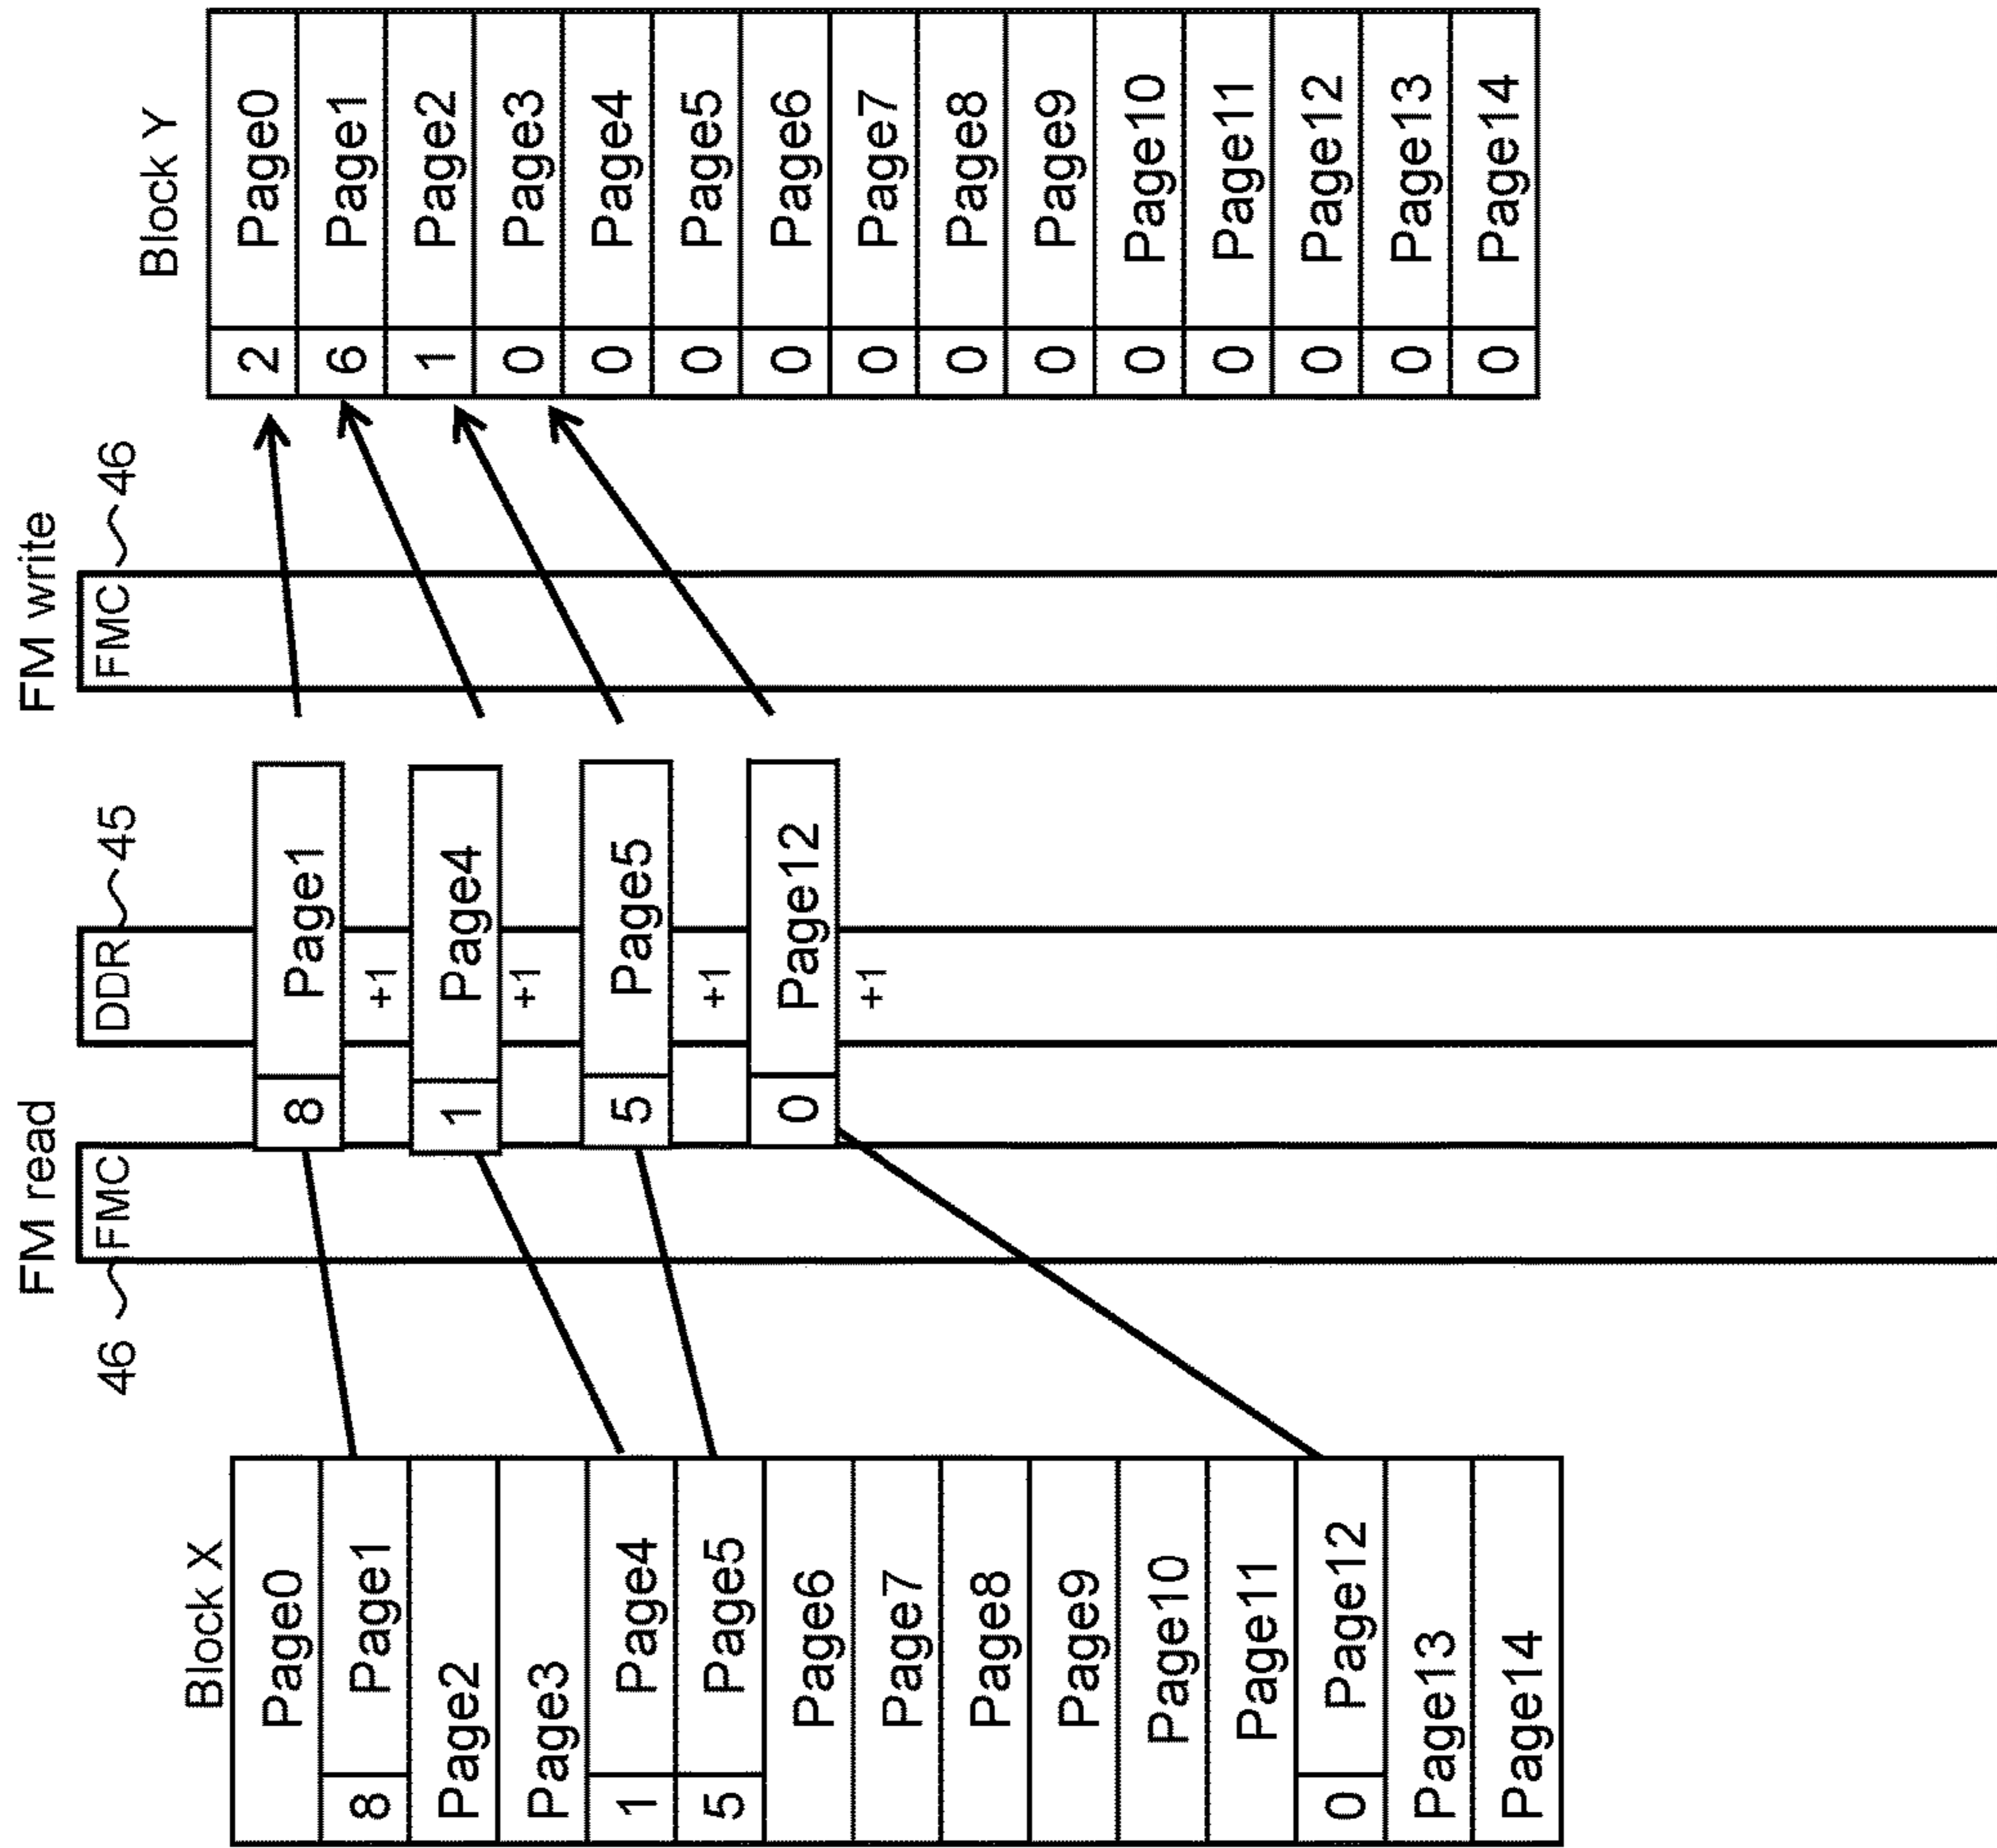 FM read
FM write
46 FMC
DDR 45
FMC 46
Block X
Page0
8 Page1
Page2
Page3
1 Page4
5 Page5
Page6
Page7
Page8
Page9
Page10
Page11
0 Page12
Page13
Page14
8 Page1
+1
1 Page4
+1
5 Page5
+1
0 Page12
+1
Block Y
2 Page0
6 Page1
1 Page2
0 Page3
0 Page4
0 Page5
0 Page6
0 Page7
0 Page8
0 Page9
0 Page10
0 Page11
0 Page12
0 Page13
0 Page14